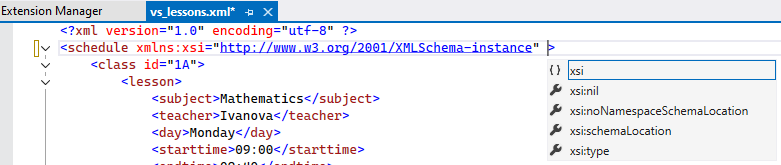 Extension Manager
vs_lessons.xml*
<?xml version="1.0" encoding="utf-8" ?>
<schedule xmlns:xsi="http://www.w3.org/2001/XMLSchema-instance" >
<class id="1A">
<lesson>
<subject>Mathematics</subject>
<teacher>Ivanova</teacher>
<day>Monday</day>
<starttime>09:00</starttime>
{} xsi
xsi:nil
xsi:noNamespaceSchemaLocation
xsi:schemaLocation
xsi:type